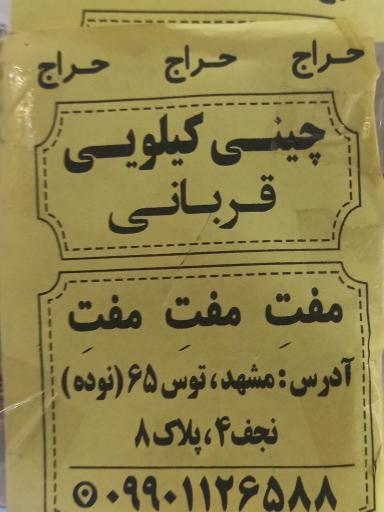 حراج حراج حراج
چینی کیلویی
قربانی
مفتِ مفتِ مفتِ
آدرس: مشهد، توس ۶۵ (نوده)
نجف ۴، پلاک ۸
۰۹۹۰۱۱۲۶۵۸۸